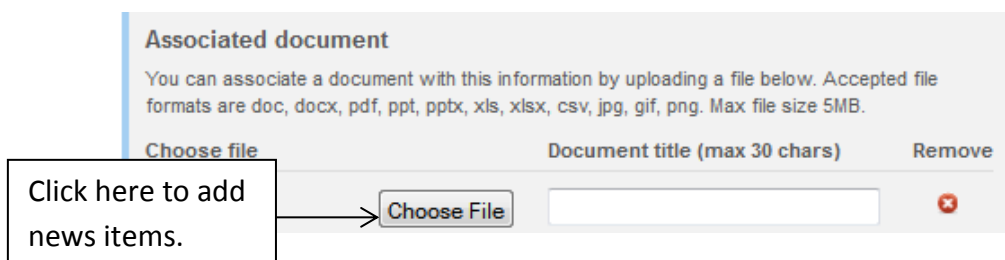 Associated document
You can associate a document with this information by uploading a file below. Accepted file
formats are doc, docx, pdf, ppt, pptx, xls, xlsx, csv, jpg, gif, png. Max file size 5MB.
Choose file Document title (max 30 chars) Remove
Click here to add
news items.
Choose File